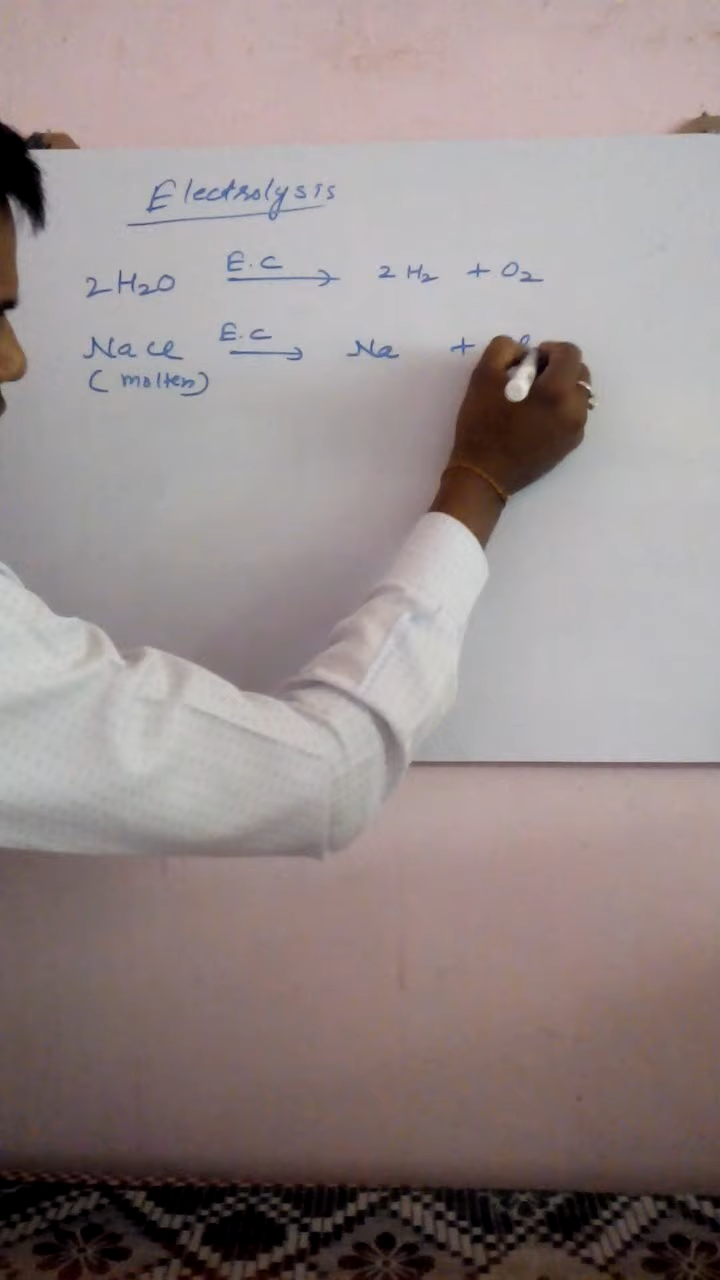 Electrolysis
2H₂O E.C → 2H₂ + O₂
NaCl E.C → Na +
(molten)